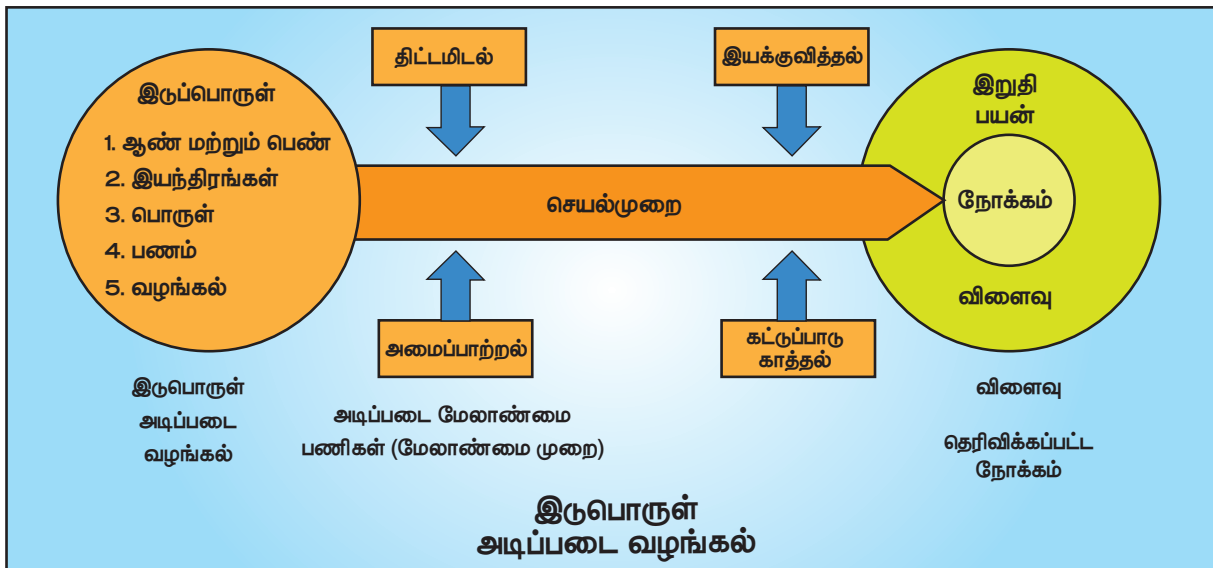 திட்டமிடல்
இயக்குவித்தல்
இடுப்பொருள்
1. ஆண் மற்றும் பெண்
2. இயந்திரங்கள்
3. பொருள்
4. பணம்
5. வழங்கல்
செயல்முறை
இறுதி
பயன்
நோக்கம்
விளைவு
அமைப்பாற்றல்
கட்டுப்பாடு
காத்தல்
இடுபொருள்
அடிப்படை
வழங்கல்
அடிப்படை மேலாண்மை
பணிகள் (மேலாண்மை முறை)
விளைவு
தெரிவிக்கப்பட்ட
நோக்கம்
இடுபொருள்
அடிப்படை வழங்கல்